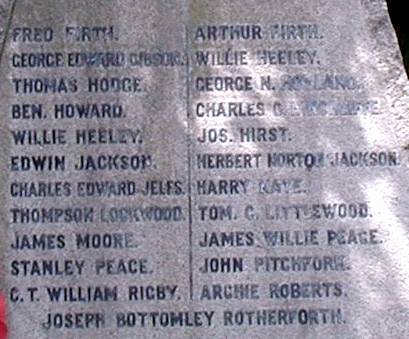 FRED FIRTH.
GEORGE EDWARD GIBSON.
THOMAS HODGE.
BEN. HOWARD.
WILLIE HEELEY.
EDWIN JACKSON.
CHARLES EDWARD JELFS.
THOMPSON LOCKWOOD.
JAMES MOORE.
STANLEY PEACE.
C.T. WILLIAM RIGBY.
ARTHUR FIRTH.
WILLIE HEELEY.
GEORGE N.
CHARLES
JOS. HIRST.
HERBERT NORTON JACKSON.
HARRY KAYE.
TOM. C. LITTLEWOOD.
JAMES WILLIE PEACE.
JOHN PITCHFORK.
ARCHIE ROBERTS.
JOSEPH BOTTOMLEY ROTHERFORTH.